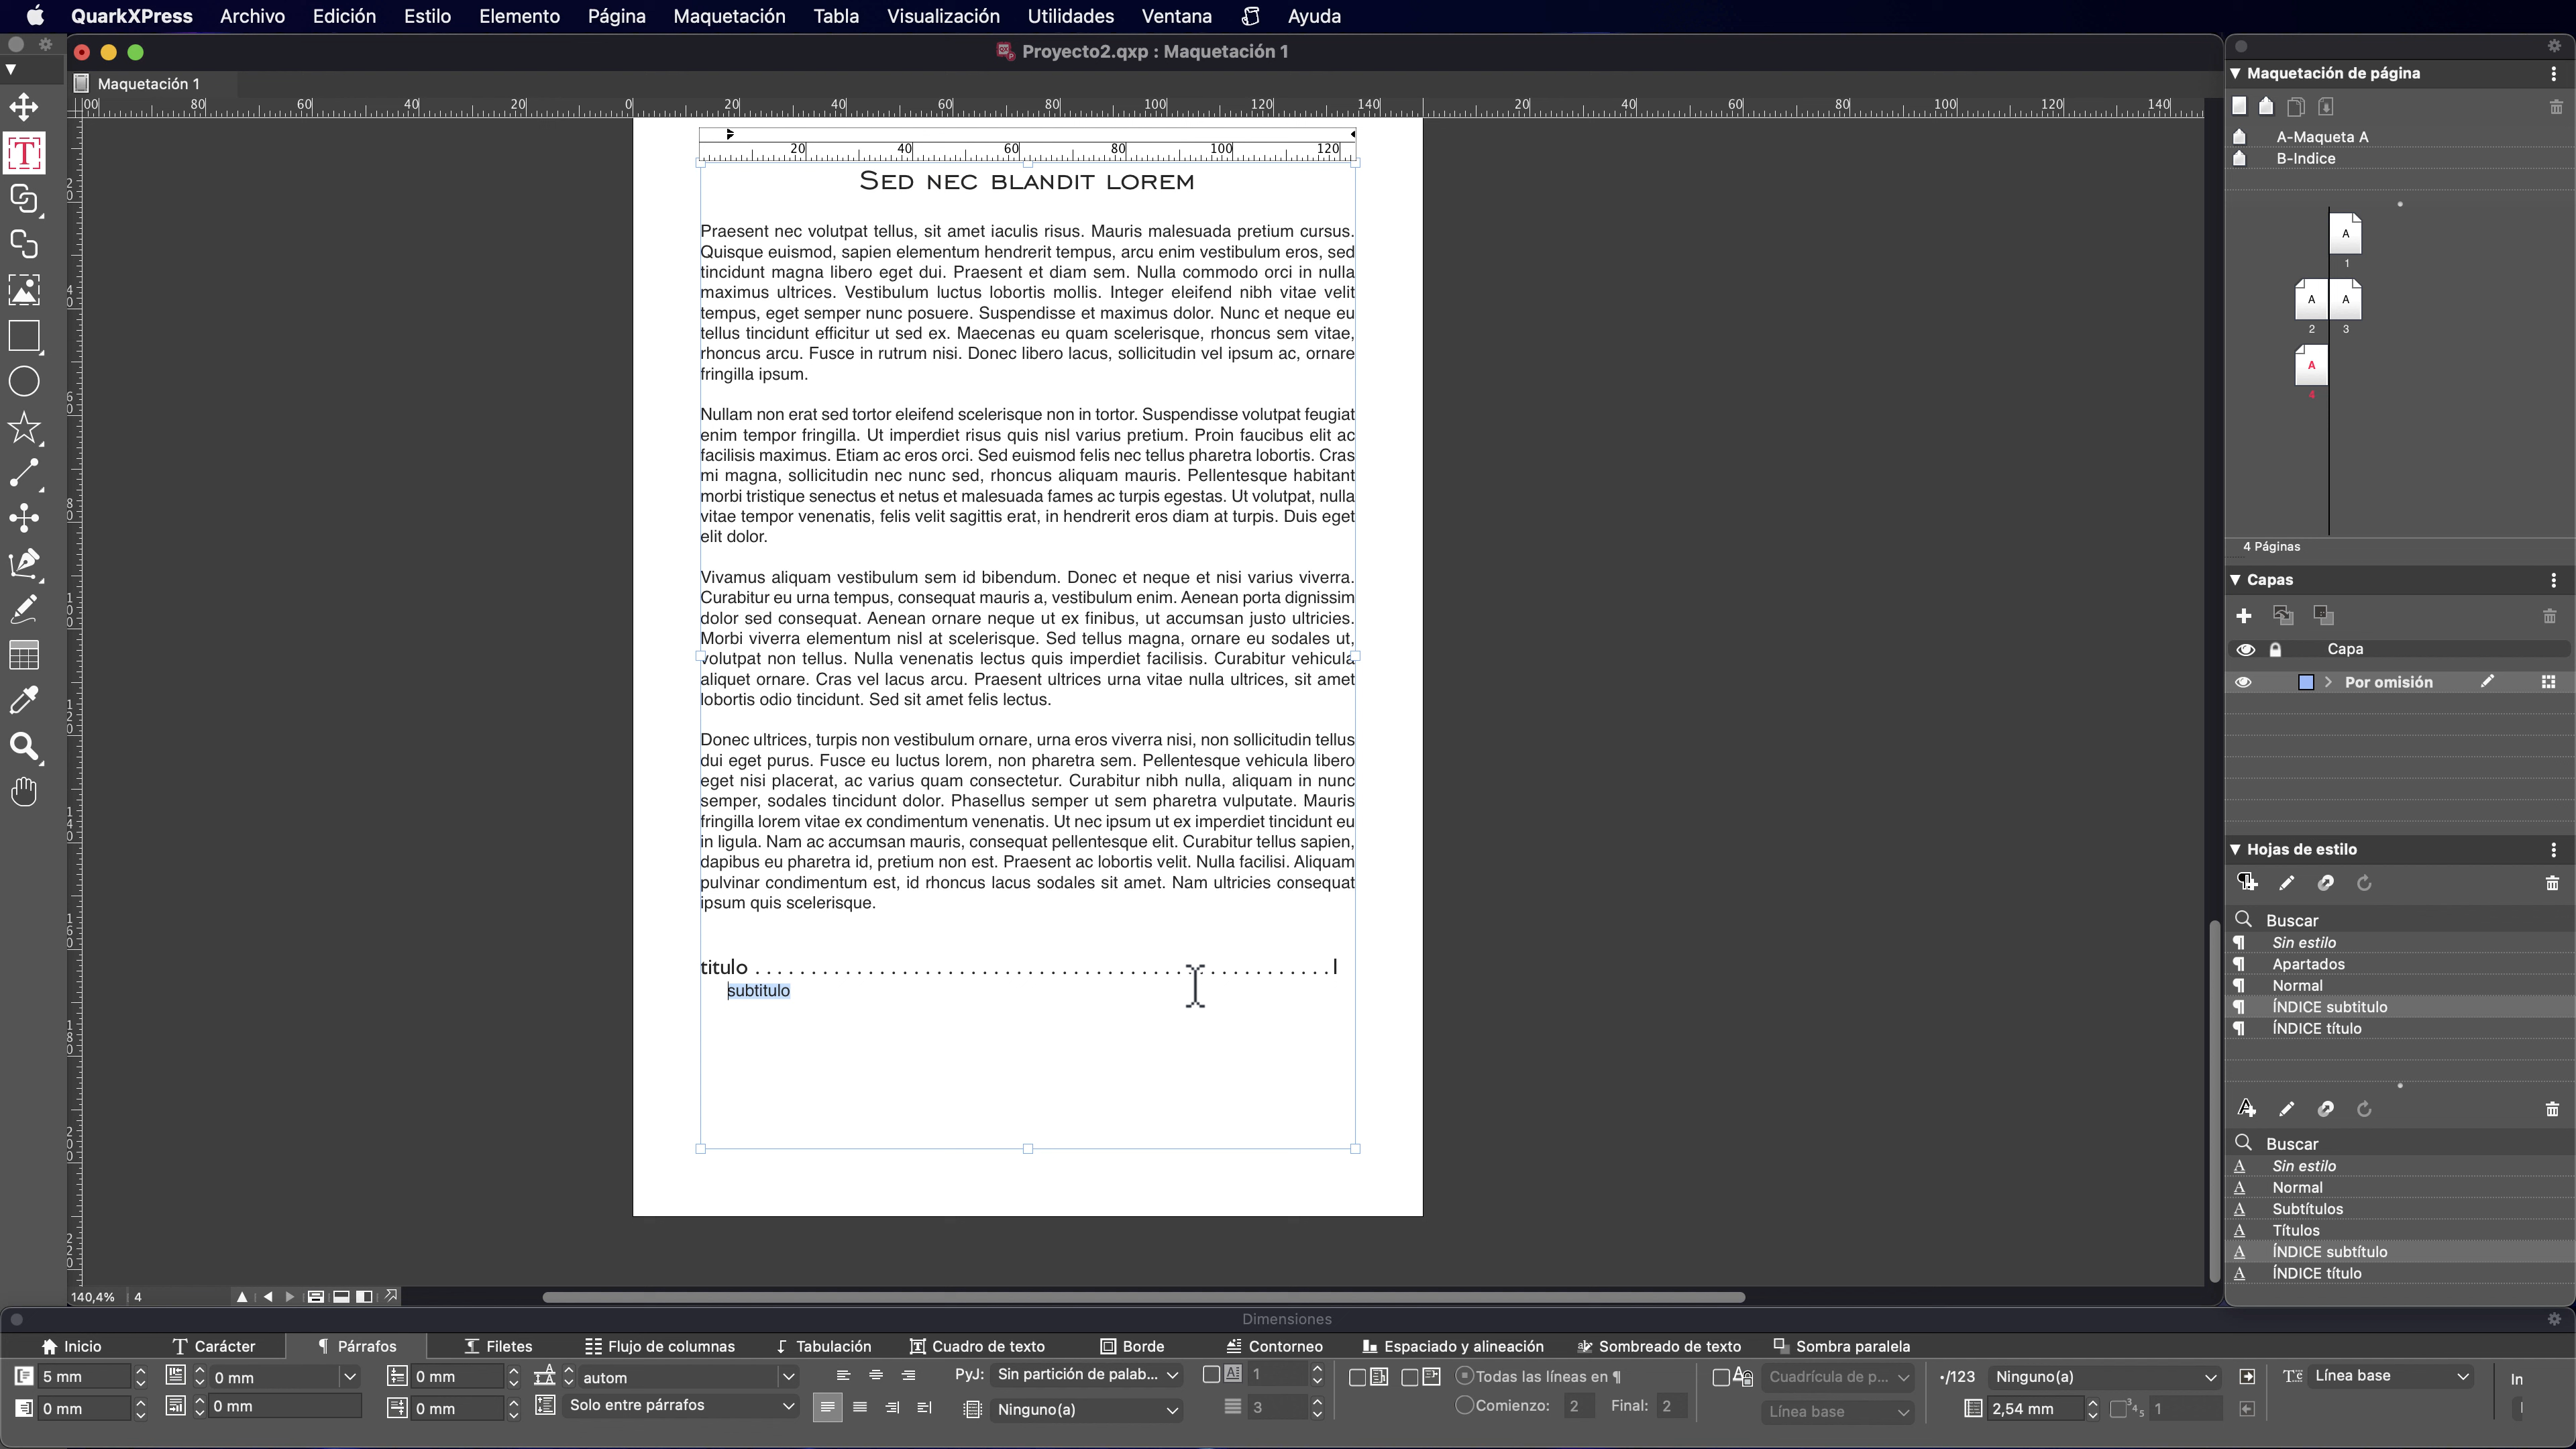 QuarkXPress Archivo Edición Estilo Elemento Página Maquetación Tabla Visualización Utilidades Ventana Ayuda
Proyecto2.qxp : Maquetación 1
Maquetación 1
Sed nec blandit lorem
Praesent nec volutpat tellus, sit amet iaculis risus. Mauris malesuada pretium cursus.
Quisque euismod, sapien elementum hendrerit tempus, arcu enim vestibulum eros, sed
tincidunt magna libero eget dui. Praesent et diam sem. Nulla commodo orci in nulla
maximus ultrices. Vestibulum luctus lobortis mollis. Integer eleifend nibh vitae velit
tempus, eget semper nunc posuere. Suspendisse et maximus dolor. Nunc et neque eu
tellus tincidunt efficitur ut sed ex. Maecenas eu quam scelerisque, rhoncus sem vitae,
rhoncus arcu. Fusce in rutrum nisi. Donec libero lacus, sollicitudin vel ipsum ac, ornare
fringilla ipsum.
Nullam non erat sed tortor eleifend scelerisque non in tortor. Suspendisse volutpat feugiat
enim tempor fringilla. Ut imperdiet risus quis nisl varius pretium. Proin faucibus elit ac
facilisis maximus. Etiam ac eros orci. Sed euismod felis nec tellus pharetra lobortis. Cras
mi magna, sollicitudin nec nunc sed, rhoncus aliquam mauris. Pellentesque habitant
morbi tristique senectus et netus et malesuada fames ac turpis egestas. Ut volutpat, nulla
vitae tempor venenatis, felis velit sagittis erat, in hendrerit eros diam at turpis. Duis eget
elit dolor.
Vivamus aliquam vestibulum sem id bibendum. Donec et neque et nisi varius viverra.
Curabitur eu urna tempus, consequat mauris a, vestibulum enim. Aenean porta dignissim
dolor sed consequat. Aenean ornare neque ut ex finibus, ut accumsan justo ultricies.
Morbi viverra elementum nisl at scelerisque. Sed tellus magna, ornare eu sodales ut,
volutpat non tellus. Nulla venenatis lectus quis imperdiet facilisis. Curabitur vehicula
aliquet ornare. Cras vel lacus arcu. Praesent ultrices urna vitae nulla ultrices, sit amet
lobortis odio tincidunt. Sed sit amet felis lectus.
Donec ultrices, turpis non vestibulum ornare, urna eros viverra nisi, non sollicitudin tellus
dui eget purus. Fusce eu luctus lorem, non pharetra sem. Pellentesque vehicula libero
eget nisi placerat, ac varius quam consectetur. Curabitur nibh nulla, aliquam in nunc
semper, sodales tincidunt dolor. Phasellus semper ut sem pharetra vulputate. Mauris
fringilla lorem vitae ex condimentum venenatis. Ut nec ipsum ut ex imperdiet tincidunt eu
in ligula. Nam ac accumsan mauris, consequat pellentesque elit. Curabitur tellus sapien,
dapibus eu pharetra id, pretium non est. Praesent ac lobortis velit. Nulla facilisi. Aliquam
pulvinar condimentum est, id rhoncus lacus sodales sit amet. Nam ultricies consequat
ipsum quis scelerisque.
titulo . . . . . . . . . . . . . . . . . . . . . . . . . . . . . . . . . . . . . . . . . . . . . . . . . . . . 1
subtitulo
140,4% 4
Maquetación de página
A-Maqueta A
B-Indice
A
1
A A
2 3
A
4
4 Páginas
Capas
Capa
Por omisión
Hojas de estilo
Buscar
Sin estilo
Apartados
Normal
ÍNDICE subtitulo
ÍNDICE título
Buscar
Sin estilo
Normal
Subtítulos
Títulos
ÍNDICE subtítulo
ÍNDICE título
Dimensiones
Inicio Carácter Párrafos Filetes Flujo de columnas Tabulación Cuadro de texto Borde Contorneo Espaciado y alineación Sombreado de texto Sombra paralela
5 mm 0 mm 0 mm autom PyJ: Sin partición de palab... 1 Todas las líneas en ¶ Cuadrícula de p... •/123 Ninguno(a) Línea base In
0 mm 0 mm 0 mm Solo entre párrafos Ninguno(a) 3 Comienzo: 2 Final: 2 Línea base 2,54 mm 1